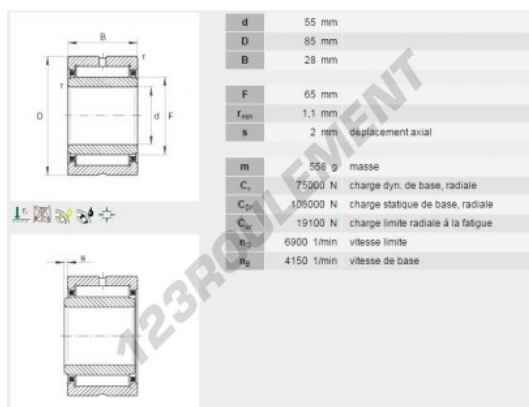 B
r
r
D
d
F
s
d 55 mm
D 85 mm
B 28 mm
F 65 mm
rmin 1,1 mm
s 2 mm déplacement axial
m 558 g masse
Cr 75000 N charge dyn. de base, radiale
C0r 108000 N charge statique de base, radiale
Cur 19100 N charge limite radiale à la fatigue
nG 6900 1/min vitesse limite
nB 4150 1/min vitesse de base
123ROULEMENT